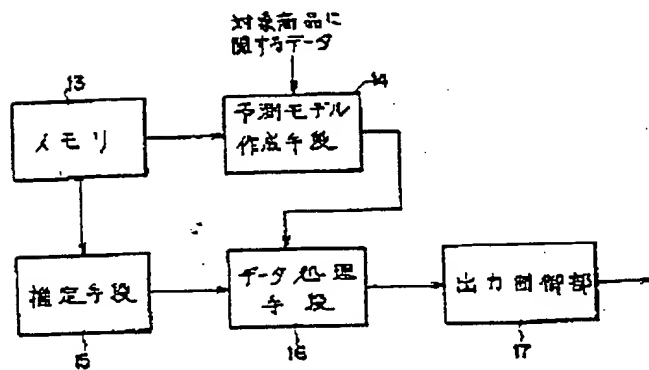 対象商品に
関するデータ
13
14
メモリ
予測モデル
作成手段
推定手段
データ処理
手段
出力制御部
15
16
17